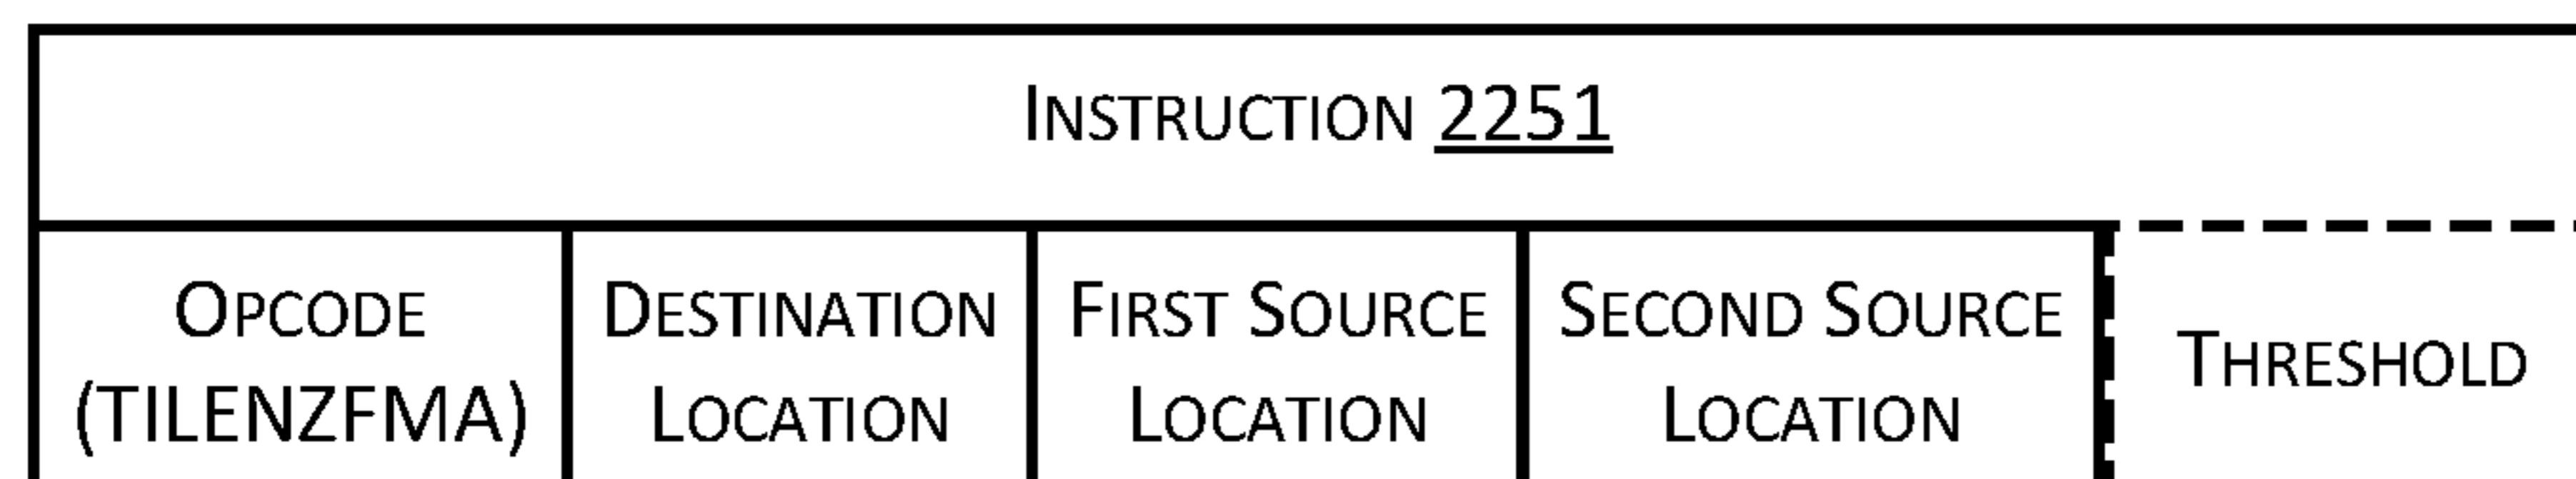 INSTRUCTION 2251
OPCODE
(TILENZFMA)
DESTINATION
LOCATION
FIRST SOURCE
LOCATION
SECOND SOURCE
LOCATION
THRESHOLD